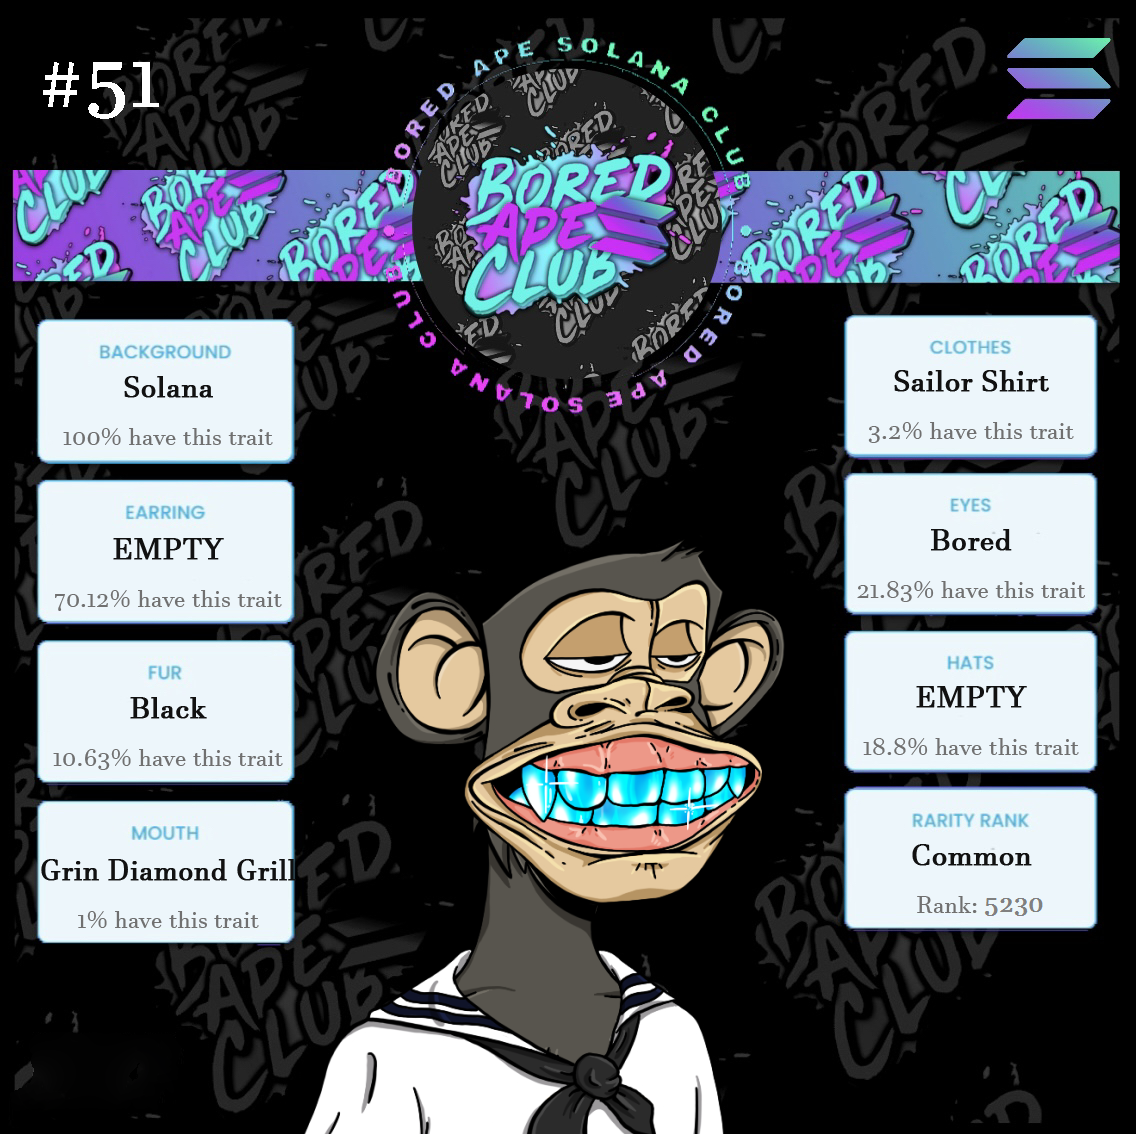 #51
BORED APE SOLANA CLUB
BORED
APE
CLUB
BORED APE SOLANA CLUB
BACKGROUND
Solana
100% have this trait
EARRING
EMPTY
70.12% have this trait
FUR
Black
10.63% have this trait
MOUTH
Grin Diamond Grill
1% have this trait
CLOTHES
Sailor Shirt
3.2% have this trait
EYES
Bored
21.83% have this trait
HATS
EMPTY
18.8% have this trait
RARITY RANK
Common
Rank: 5230